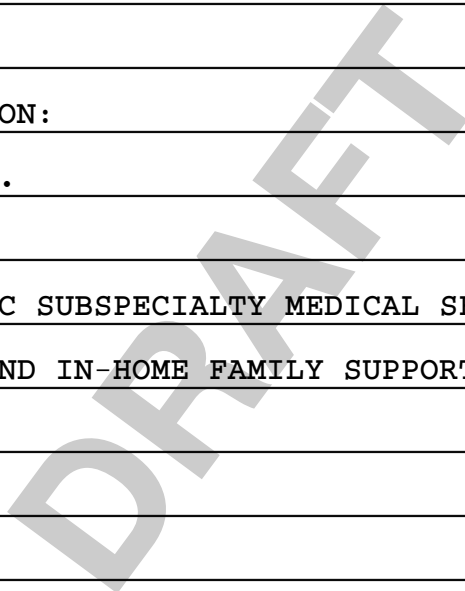 ON:
.
C SUBSPECIALTY MEDICAL
ND IN-HOME FAMILY SUPPORT
DRAFT